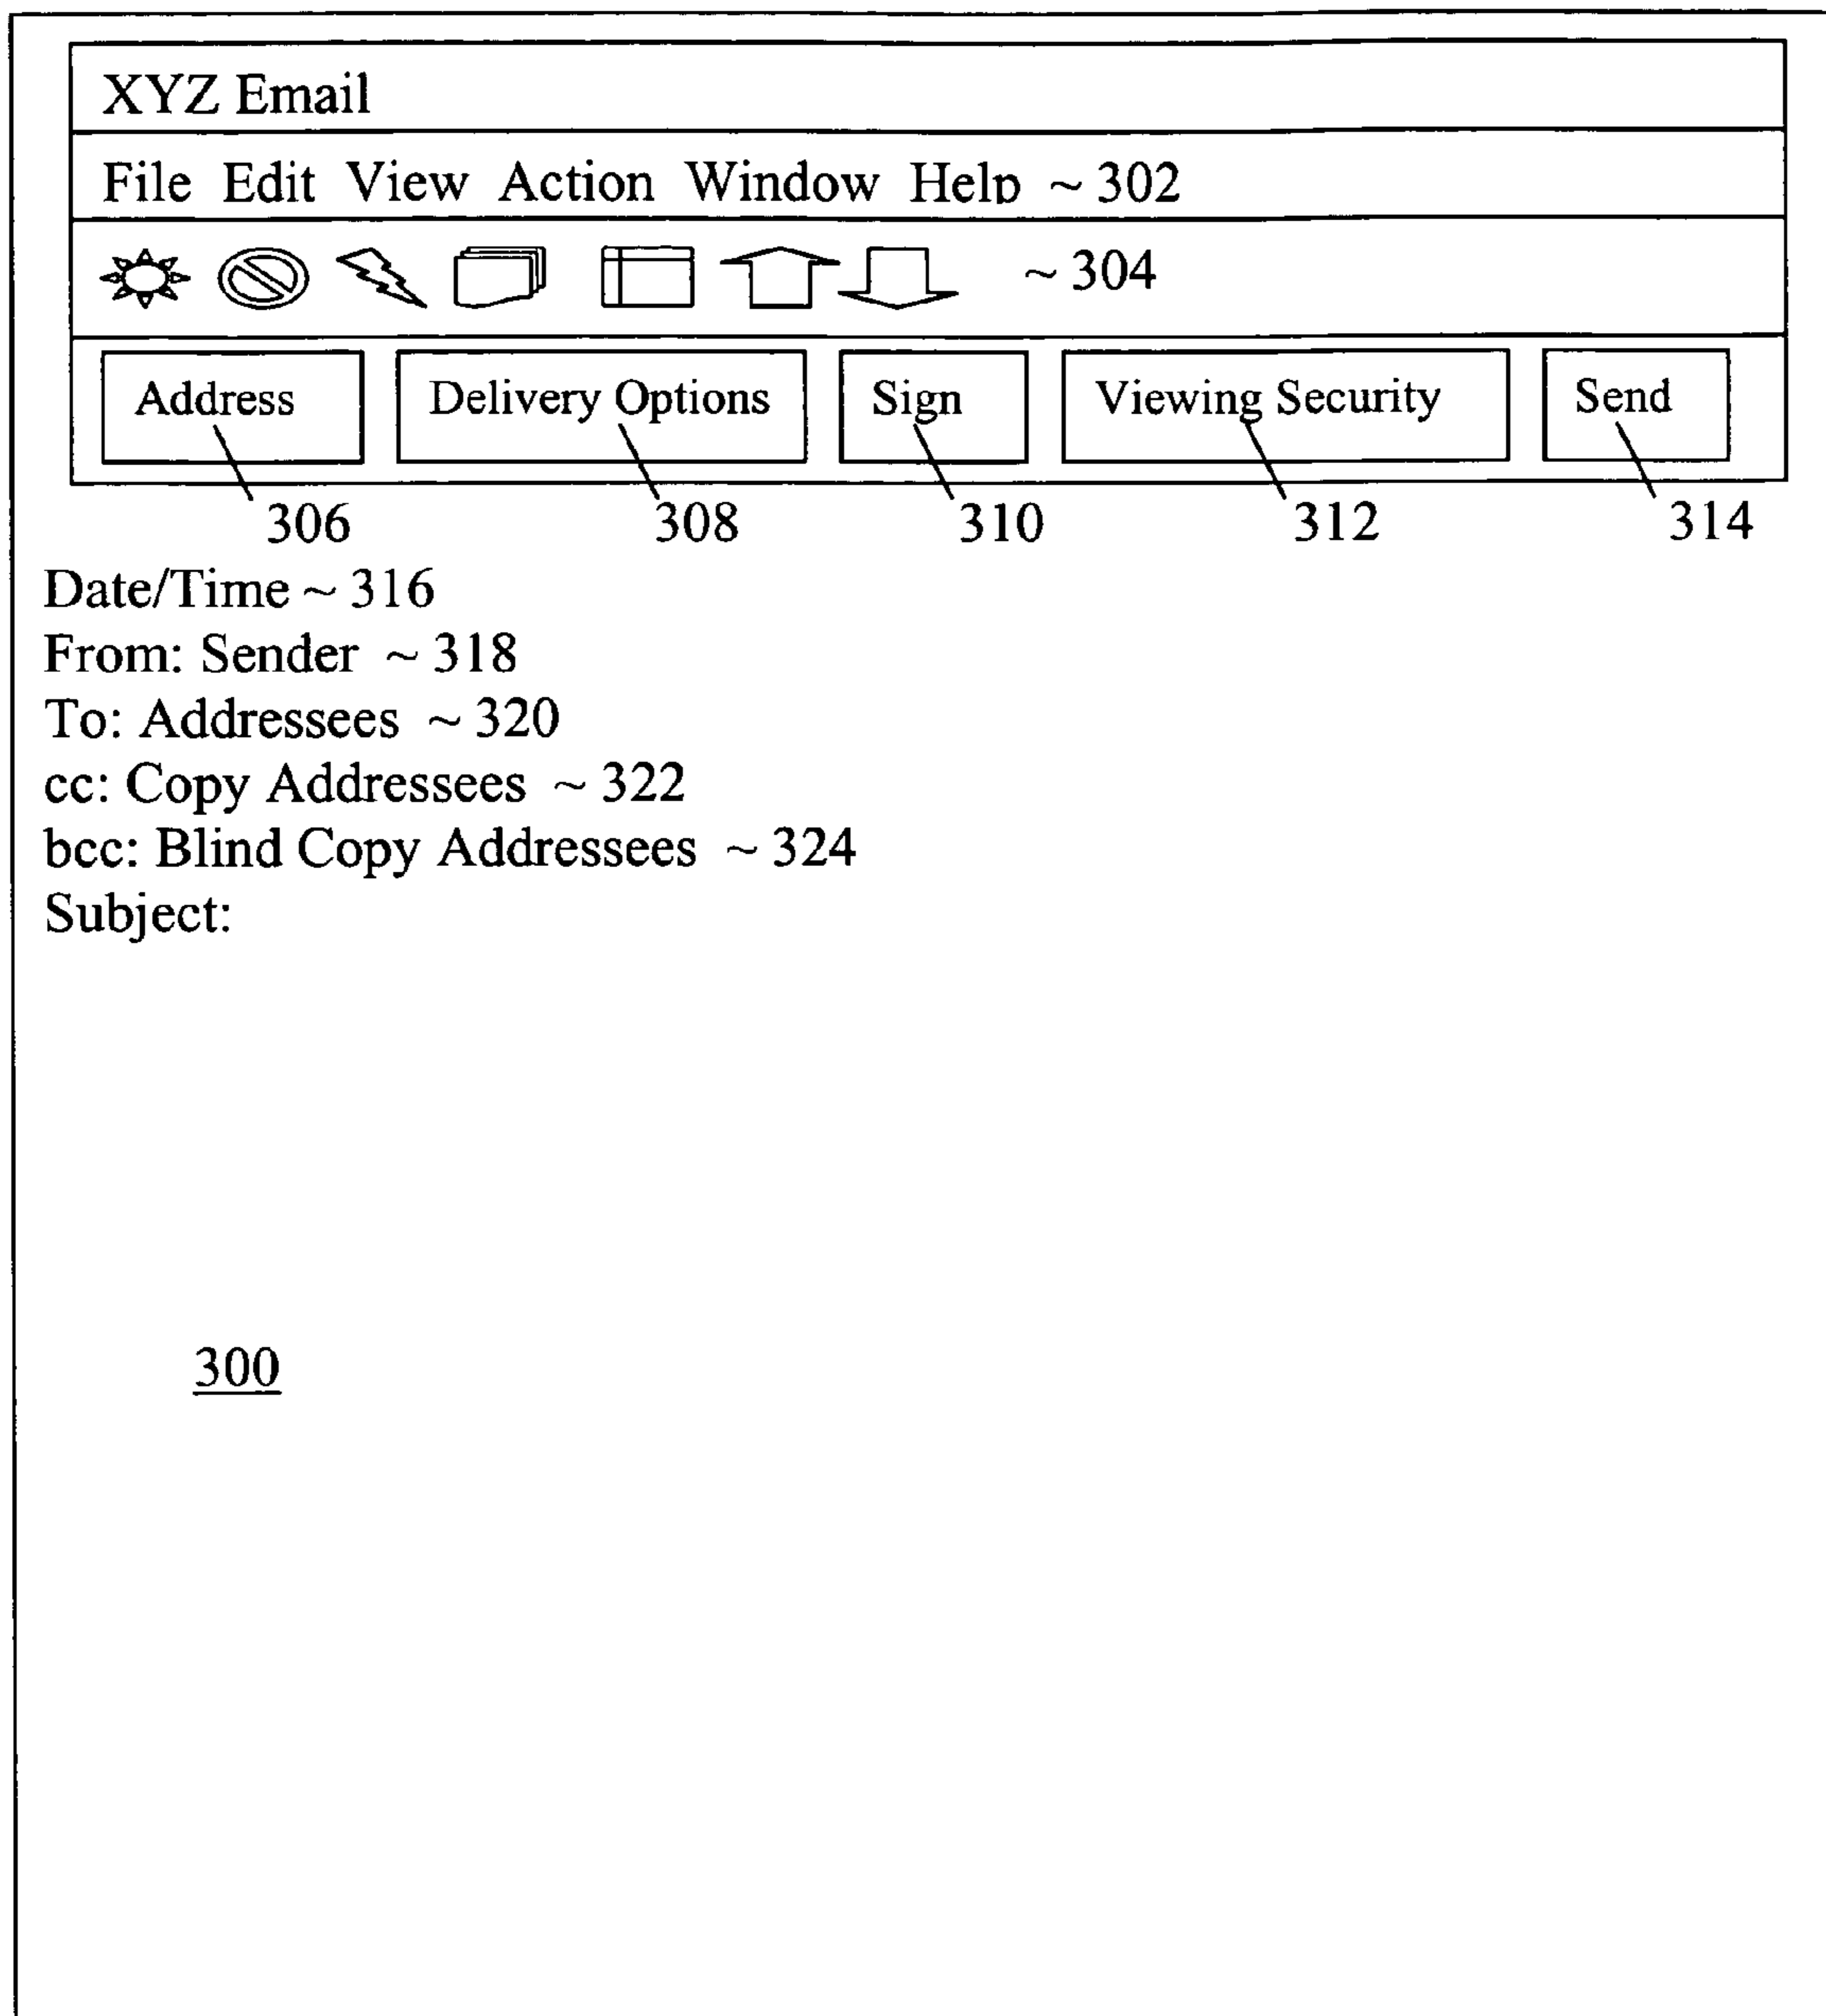 XYZ Email
File Edit View Action Window Help ~ 302
~ 304
Address Delivery Options Sign Viewing Security Send
306 308 310 312 314
Date/Time ~ 316
From: Sender ~ 318
To: Addressees ~ 320
cc: Copy Addressees ~ 322
bcc: Blind Copy Addressees ~ 324
Subject:
300